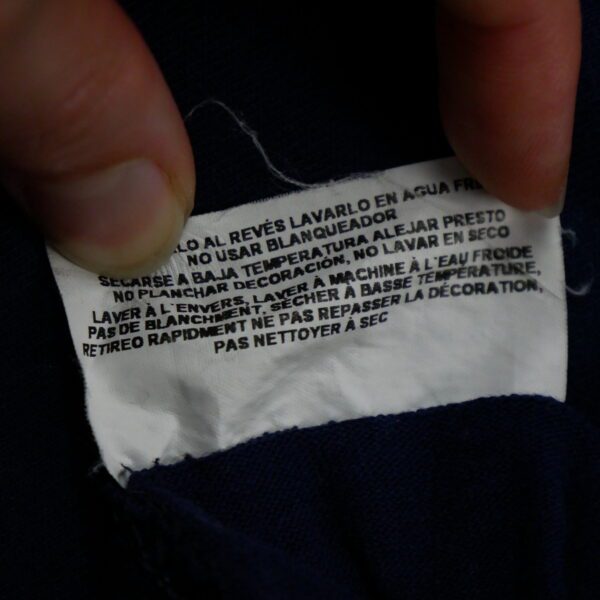 AL REVÉS LAVARLO EN AGUA
NO USAR BLANQUEADOR
SECARSE A BAJA TEMPERATURA ALEJAR PRESTO
NO PLANCHAR DECORACIÓN, NO LAVAR EN SECO
LAVER À L'ENVERS, LAVER À MACHINE À L'EAU FROIDE
PAS DE BLANCHMENT, SÉCHER À BASSE TEMPÉRATURE,
RETIREO RAPIDMENT NE PAS REPASSER LA DÉCORATION,
PAS NETTOYER À SEC